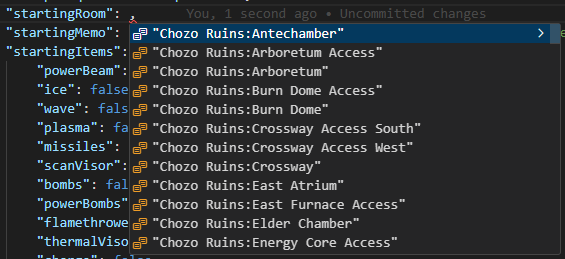 "startingRoom": ,    You, 1 second ago • Uncommitted changes
"startingMemo":
"startingItems"
"powerBeam":
"ice": false
"wave": fals
"plasma": fa
"missiles":
"scanVisor":
"bombs": fal
"powerBombs"
"flamethrowe
"thermalViso
"Chozo Ruins:Antechamber"
"Chozo Ruins:Arboretum Access"
"Chozo Ruins:Arboretum"
"Chozo Ruins:Burn Dome Access"
"Chozo Ruins:Burn Dome"
"Chozo Ruins:Crossway Access South"
"Chozo Ruins:Crossway Access West"
"Chozo Ruins:Crossway"
"Chozo Ruins:East Atrium"
"Chozo Ruins:East Furnace Access"
"Chozo Ruins:Elder Chamber"
"Chozo Ruins:Energy Core Access"